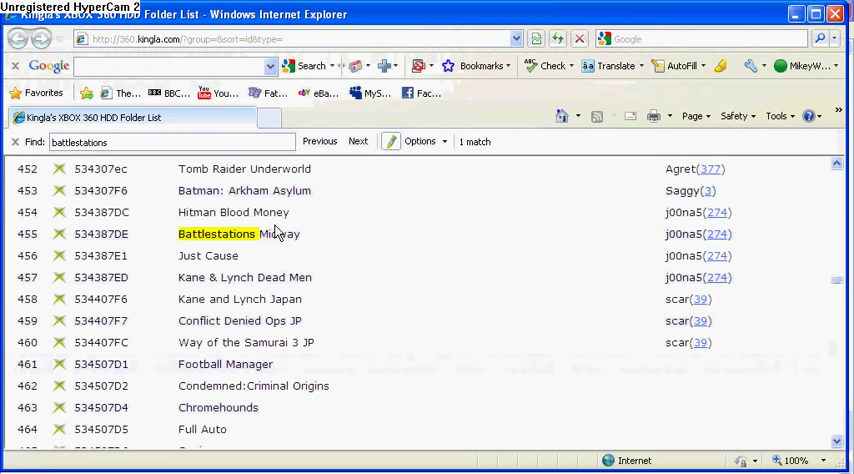 Unregistered HyperCam 2
Kingla's XBOX 360 HDD Folder List - Windows Internet Explorer
http://360.kingla.com/?group=&sort=id&type=
Google
Google Search Bookmarks Check Translate AutoFill MikeyW...
Favorites The... BBC... You... Fat... eBa... MyS... Fac...
Kingla's XBOX 360 HDD Folder List Page Safety Tools
Find: battlestations Previous Next Options 1 match
452 534307ec Tomb Raider Underworld Agret(377)
453 534307F6 Batman: Arkham Asylum Saggy(3)
454 534387DC Hitman Blood Money j00na5(274)
455 534387DE Battlestations Midway j00na5(274)
456 534387E1 Just Cause j00na5(274)
457 534387ED Kane & Lynch Dead Men j00na5(274)
458 534407F6 Kane and Lynch Japan scar(39)
459 534407F7 Conflict Denied Ops JP scar(39)
460 534407FC Way of the Samurai 3 JP scar(39)
461 534507D1 Football Manager
462 534507D2 Condemned:Criminal Origins
463 534507D4 Chromehounds
464 534507D5 Full Auto
Internet 100%